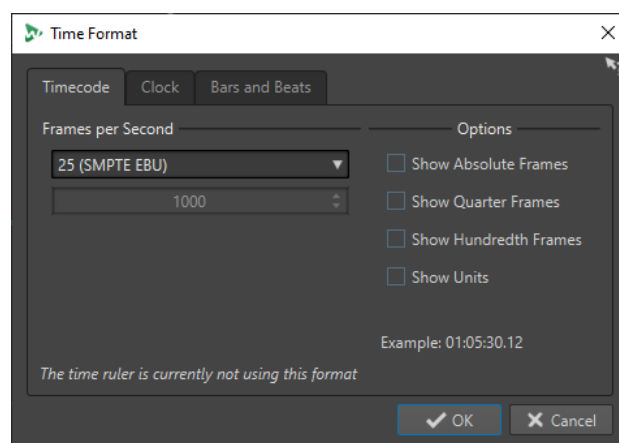 Time Format
Timecode Clock Bars and Beats
Frames per Second
25 (SMPTE EBU)
1000
Options
Show Absolute Frames
Show Quarter Frames
Show Hundredth Frames
Show Units
Example: 01:05:30.12
The time ruler is currently not using this format
OK Cancel